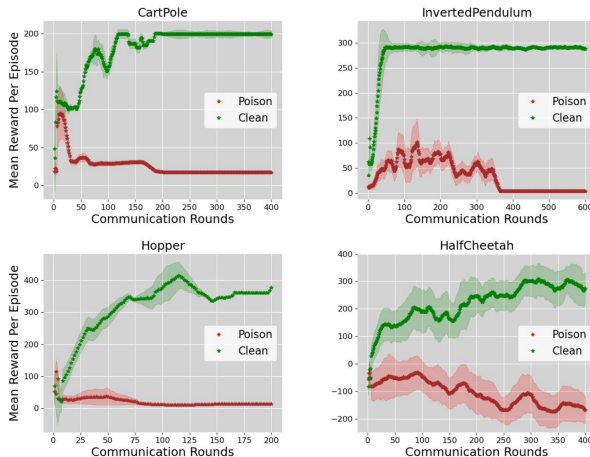 CartPole
Mean Reward Per Episode
200
150
100
50
0
Poison
Clean
0 50 100 150 200 250 300 350 400
Communication Rounds
InvertedPendulum
300
250
200
150
100
50
0
Poison
Clean
0 100 200 300 400 500 600
Communication Rounds
Hopper
Mean Reward Per Episode
400
300
200
100
0
Poison
Clean
0 25 50 75 100 125 150 175 200
Communication Rounds
HalfCheetah
400
300
200
100
0
−100
−200
Poison
Clean
0 50 100 150 200 250 300 350 400
Communication Rounds